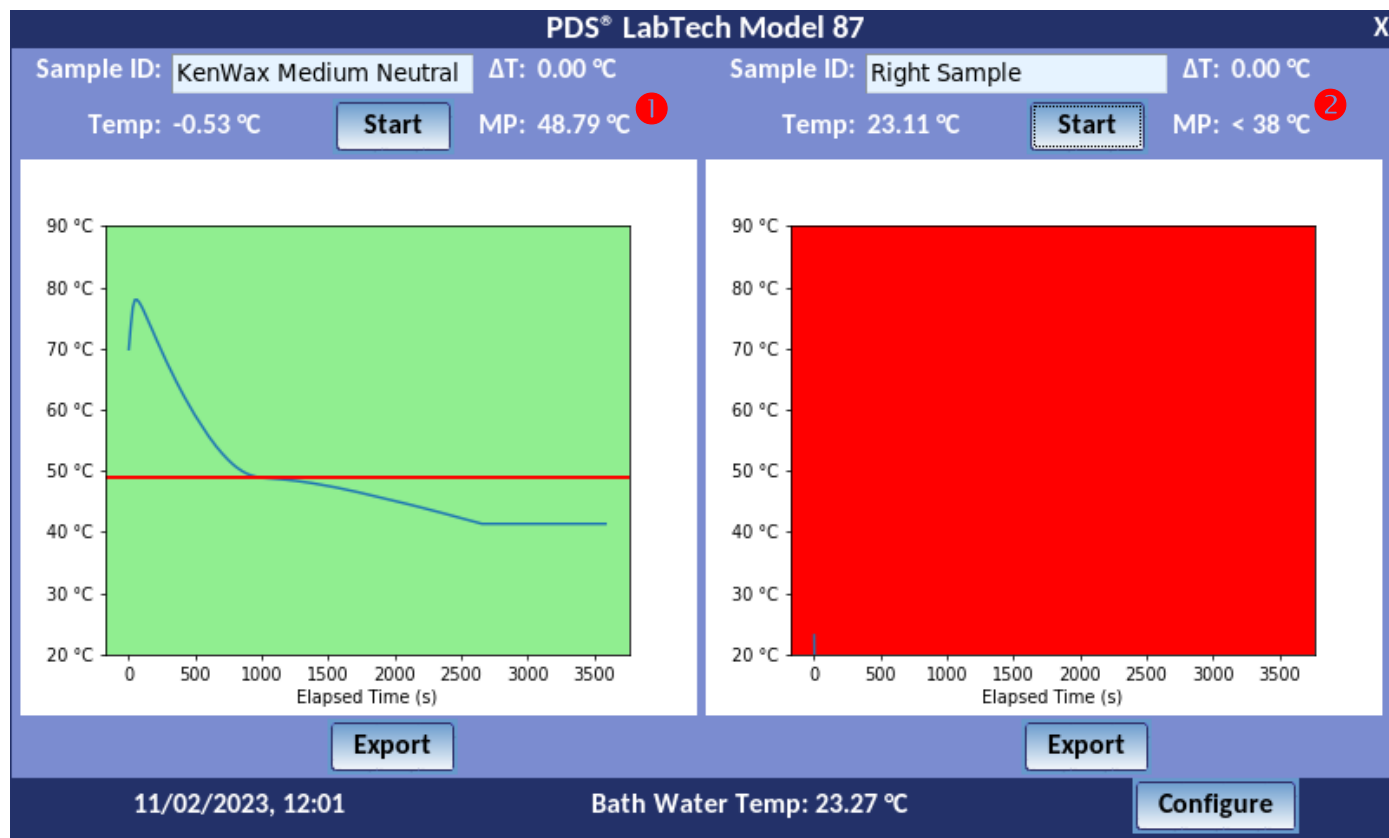 PDS® LabTech Model 87 X
Sample ID: KenWax Medium Neutral ΔT: 0.00 °C
Temp: -0.53 °C Start MP: 48.79 °C 1
90 °C
80 °C
70 °C
60 °C
50 °C
40 °C
30 °C
20 °C
0 500 1000 1500 2000 2500 3000 3500
Elapsed Time (s)
Export
Sample ID: Right Sample ΔT: 0.00 °C
Temp: 23.11 °C Start MP: < 38 °C 2
90 °C
80 °C
70 °C
60 °C
50 °C
40 °C
30 °C
20 °C
0 500 1000 1500 2000 2500 3000 3500
Elapsed Time (s)
Export
11/02/2023, 12:01 Bath Water Temp: 23.27 °C Configure